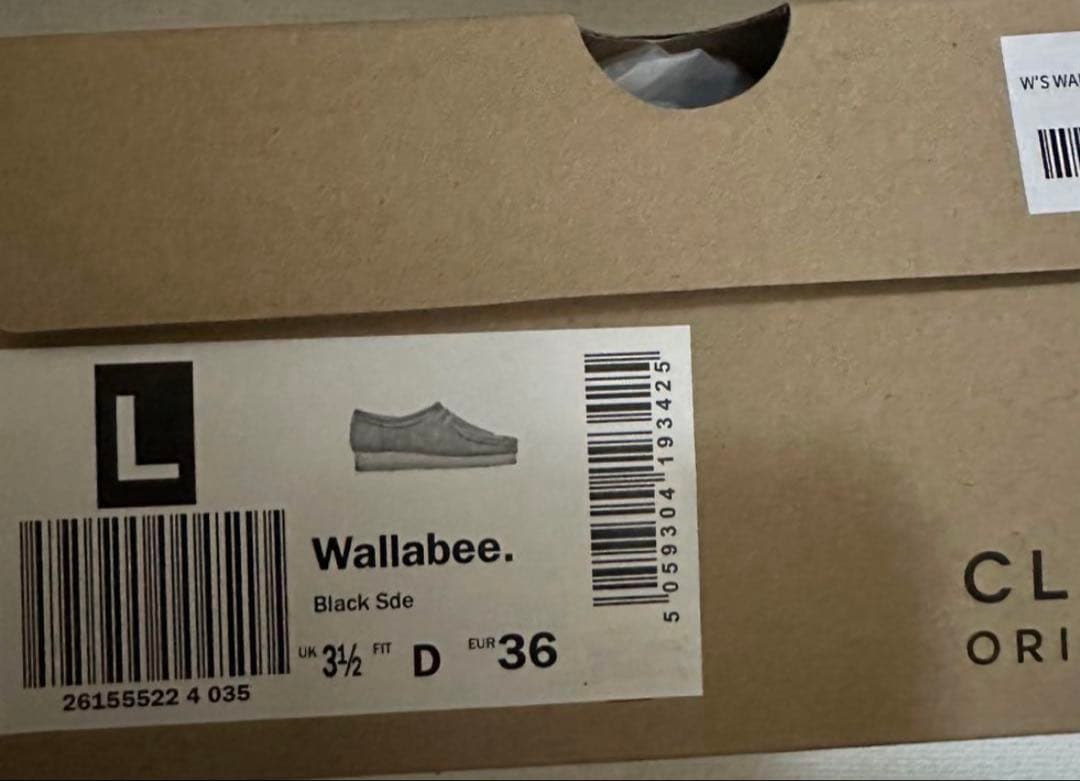 W'S WA
L
Wallabee.
Black Sde
UK 3½ FIT D EUR 36
26155522 4 035
5 059304 193425
CL
ORI